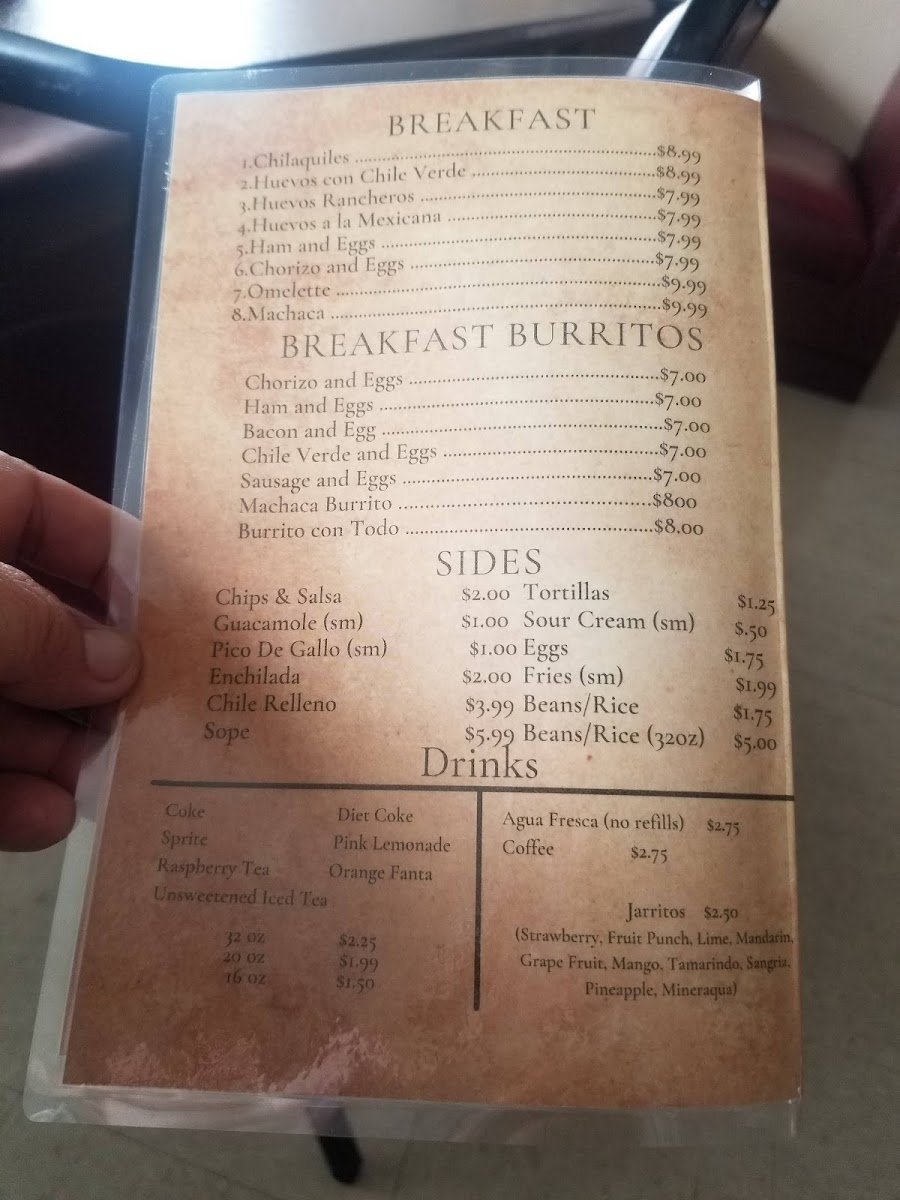 BREAKFAST
1.Chilaquiles ........................ $8.99
2.Huevos con Chile Verde ........................ $8.99
3.Huevos Rancheros ........................ $7.99
4.Huevos a la Mexicana ........................ $7.99
5.Ham and Eggs ........................ $7.99
6.Chorizo and Eggs ........................ $7.99
7.Omelette ........................ $9.99
8.Machaca ........................ $9.99
BREAKFAST BURRITOS
Chorizo and Eggs ........................ $7.00
Ham and Eggs ........................ $7.00
Bacon and Egg ........................ $7.00
Chile Verde and Eggs ........................ $7.00
Sausage and Eggs ........................ $7.00
Machaca Burrito ........................ $800
Burrito con Todo ........................ $8.00
SIDES
Chips & Salsa $2.00 Tortillas $1.25
Guacamole (sm) $1.00 Sour Cream (sm) $.50
Pico De Gallo (sm) $1.00 Eggs $1.75
Enchilada $2.00 Fries (sm) $1.99
Chile Relleno $3.99 Beans/Rice $1.75
Sope $5.99 Beans/Rice (32oz) $5.00
Drinks
Coke Diet Coke
Sprite Pink Lemonade
Raspberry Tea Orange Fanta
Unsweetened Iced Tea
32 oz $2.25
20 oz $1.99
16 oz $1.50
Agua Fresca (no refills) $2.75
Coffee $2.75
Jarritos $2.50
(Strawberry, Fruit Punch, Lime, Mandarin,
Grape Fruit, Mango, Tamarindo, Sangria,
Pineapple, Mineraqua)